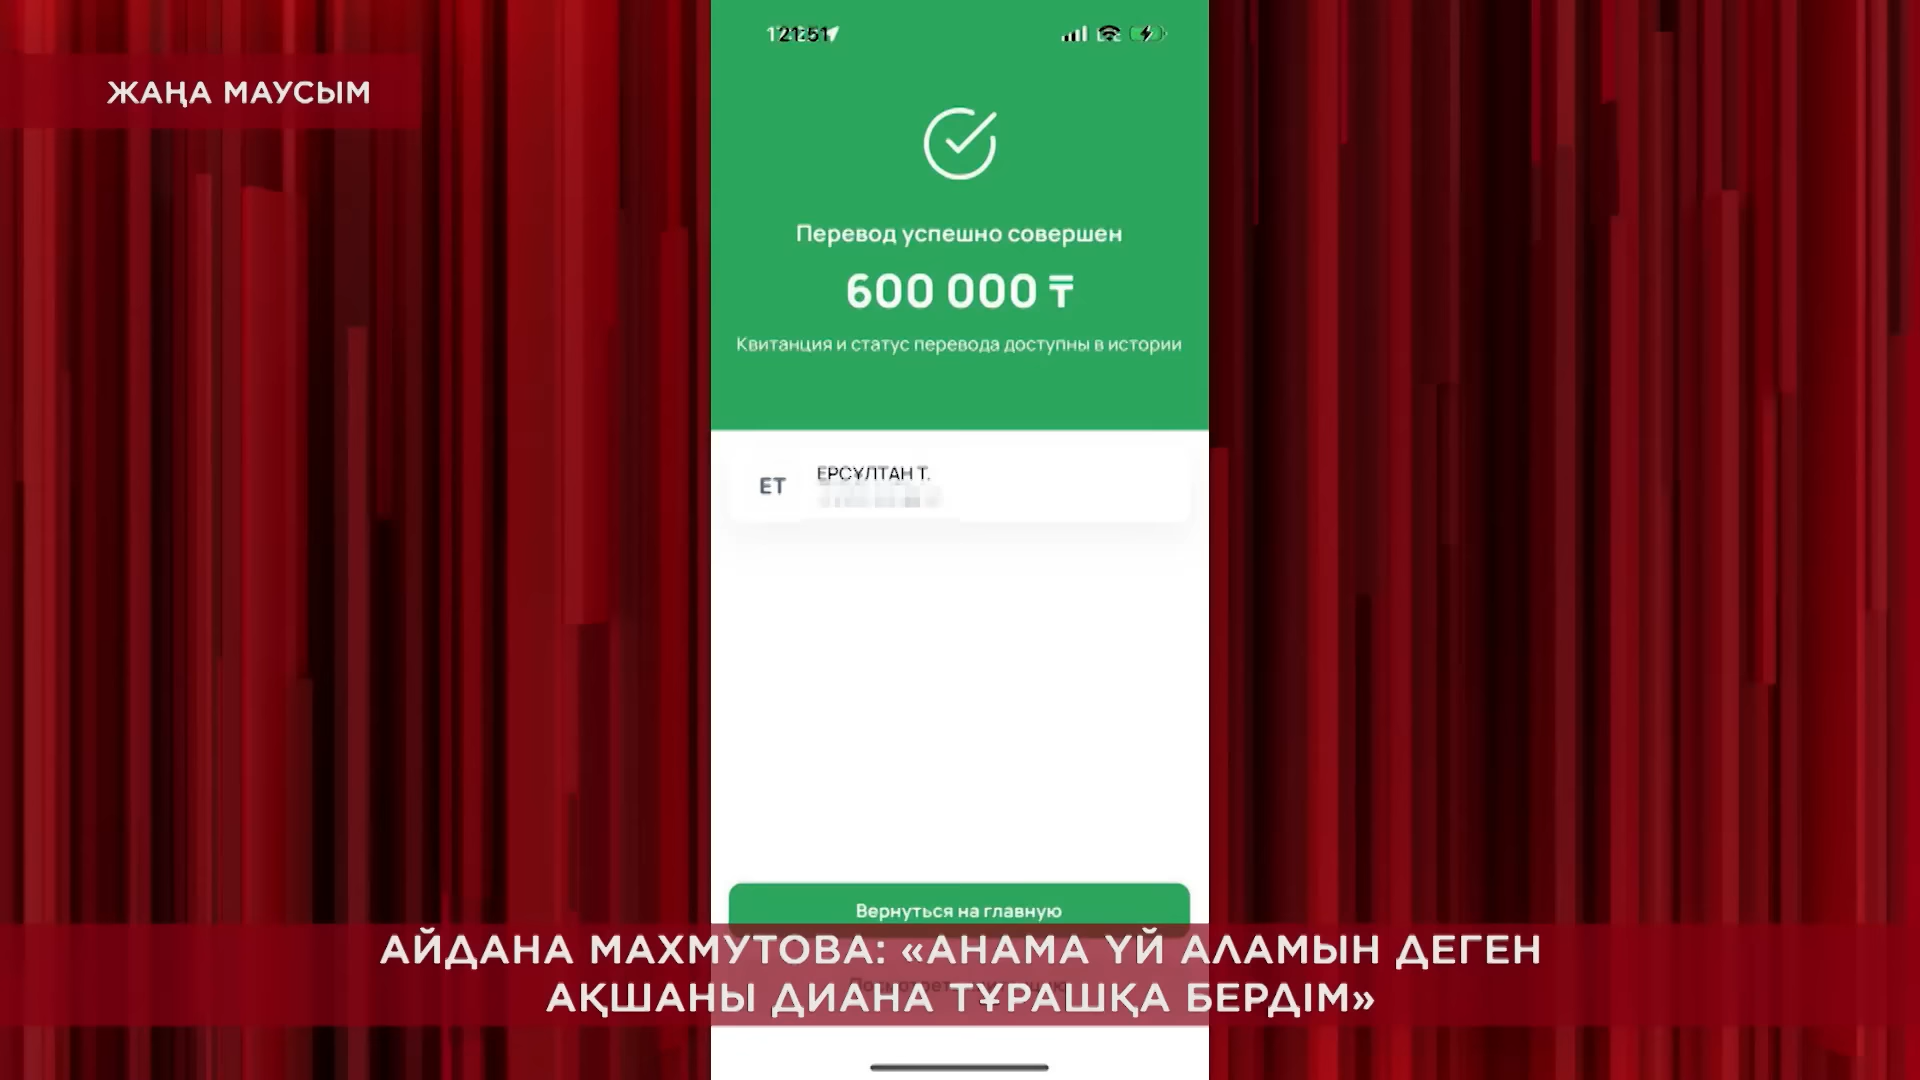 ЖАҢА МАУСЫМ
Перевод успешно совершен
600 000 ₸
Квитанция и статус перевода доступны в истории
ЕТ
ЕРСҰЛТАН Т.
Вернуться на главную
АЙДАНА МАХМУТОВА: «АНАМА ҮЙ АЛАМЫН ДЕГЕН
АҚШАНЫ ДИАНА ТҰРАШҚА БЕРДІМ»